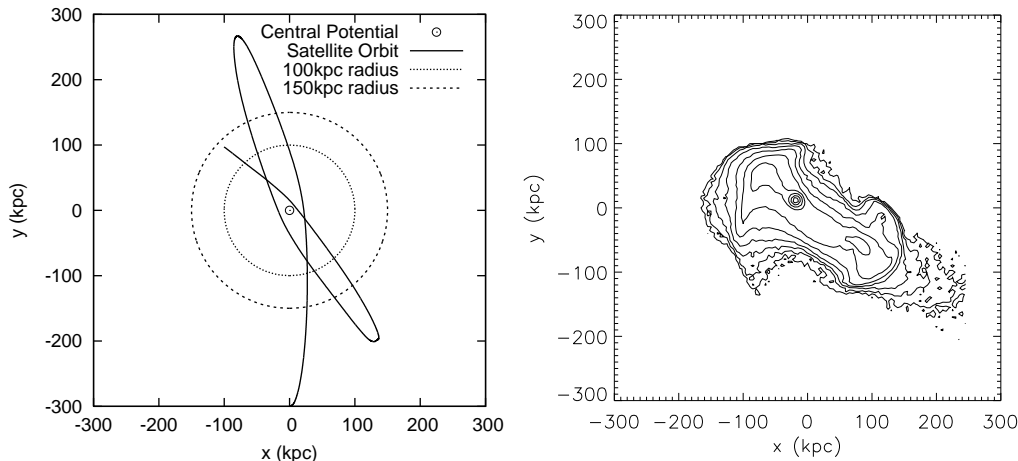 Central Potential
Satellite Orbit
100kpc radius
150kpc radius
300
200
100
0
-100
-200
-300
y (kpc)
-300 -200 -100 0 100 200 300
x (kpc)
300
200
100
0
−100
−200
−300
y (kpc)
−300 −200 −100 0 100 200 300
x (kpc)